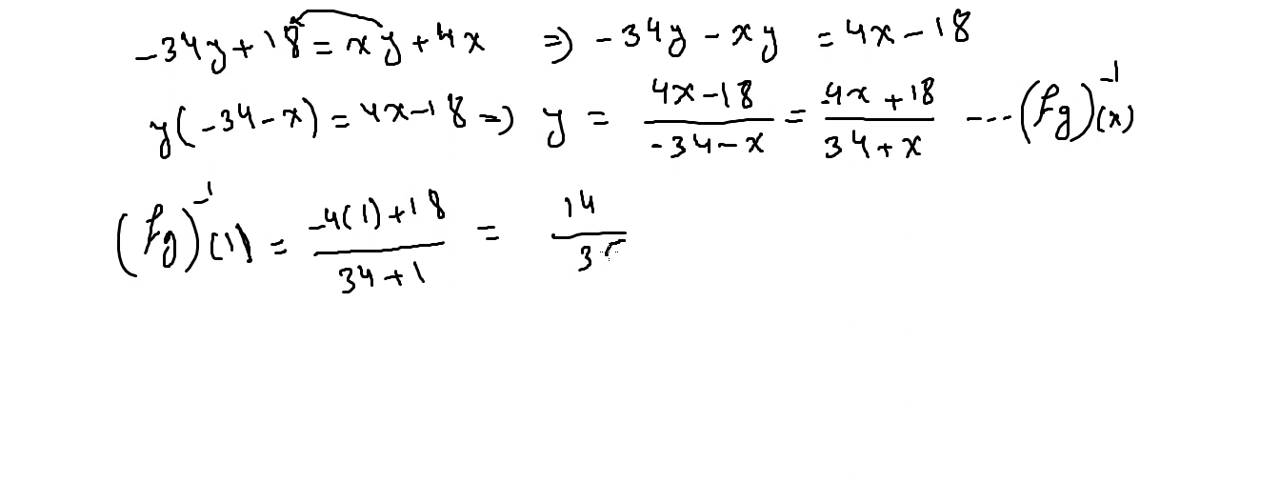 -34y+18=xy+4x ⇒ -34y-xy=4x-18
y(-34-x)=4x-18 ⇒ y = (4x-18)/(-34-x) = (-4x+18)/(34+x) ---(fg)⁻¹(x)
(fg)⁻¹(1) = (-4(1)+18)/(34+1) = 14/3